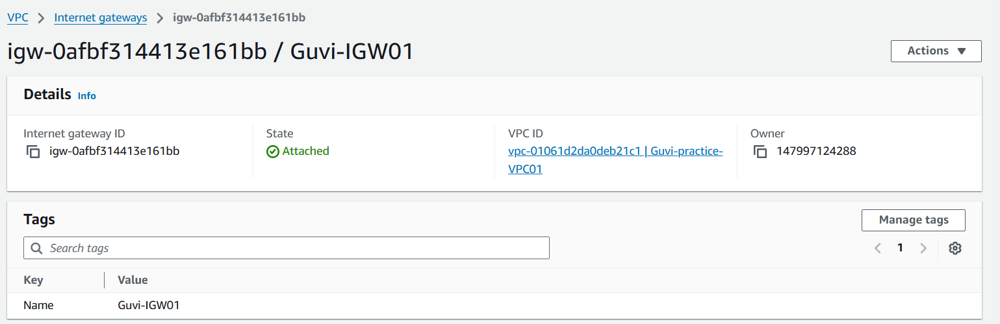 VPC > Internet gateways > igw-0afbf314413e161bb
igw-0afbf314413e161bb / Guvi-IGW01
Actions
Details Info
Internet gateway ID
igw-0afbf314413e161bb
State
Attached
VPC ID
vpc-01061d2da0deb21c1 | Guvi-practice-
VPC01
Owner
147997124288
Tags
Manage tags
Search tags
1
Key Value
Name Guvi-IGW01